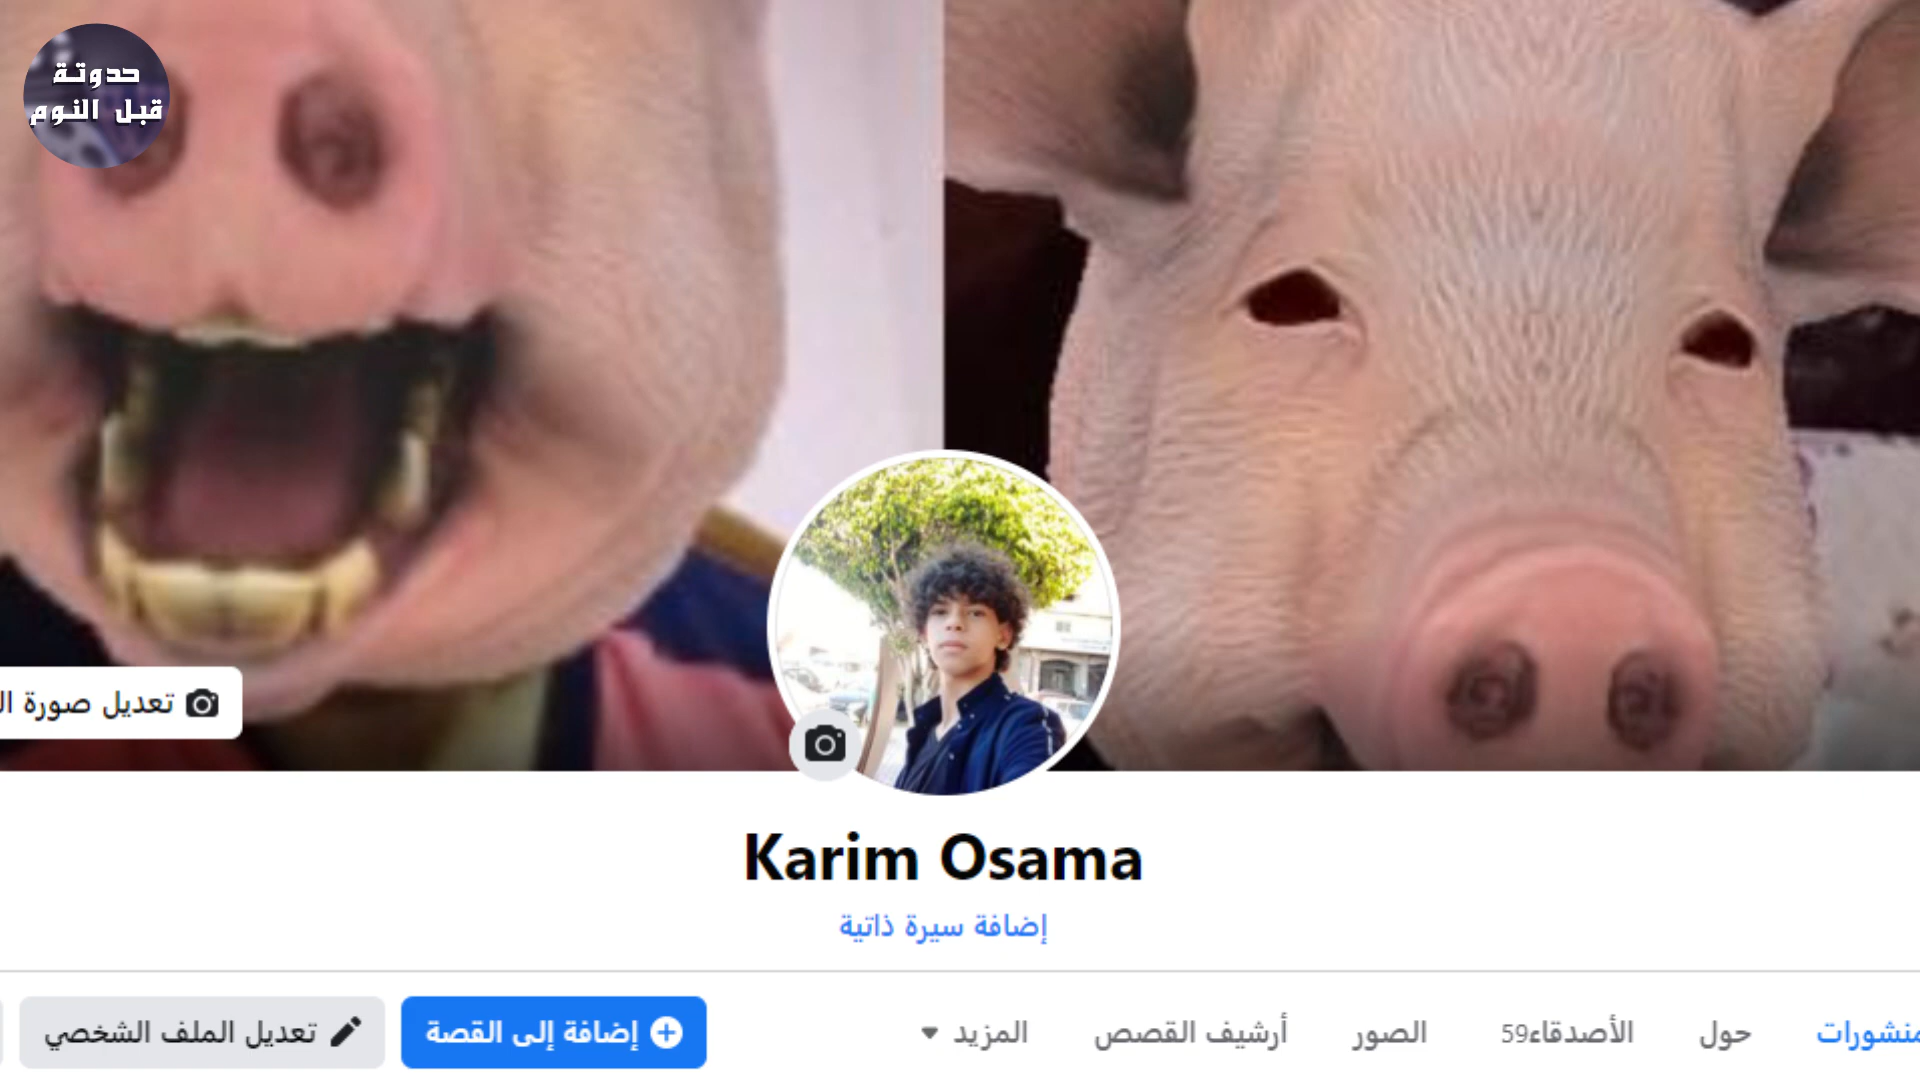 حدوتة
قبل النوم
تعديل صورة
Karim Osama
إضافة سيرة ذاتية
منشورات
حول
الأصدقاء59
الصور
أرشيف القصص
المزيد
إضافة إلى القصة
تعديل الملف الشخصي